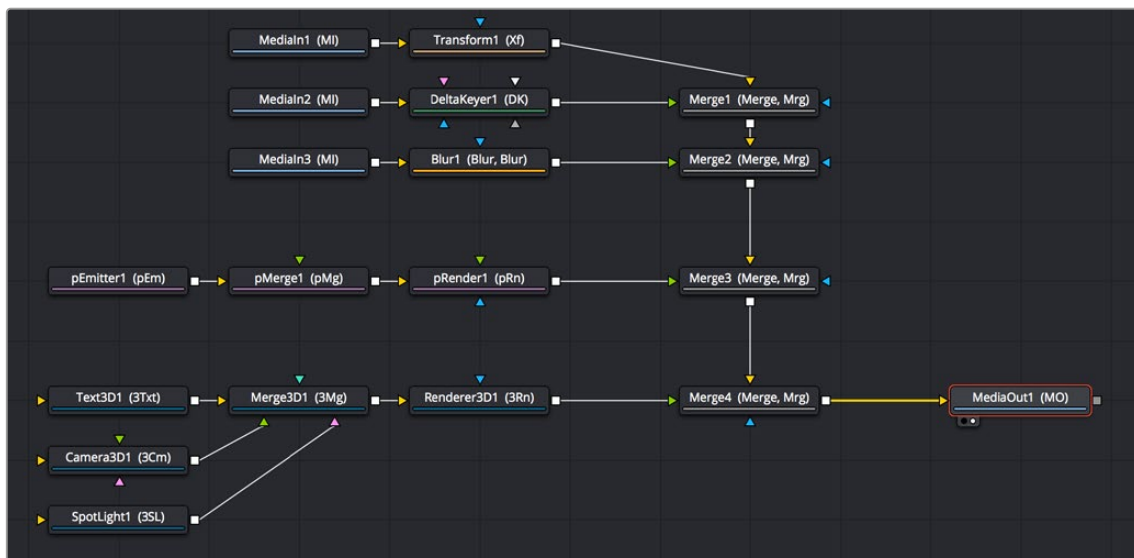 MediaIn1 (MI)
Transform1 (Xf)
MediaIn2 (MI)
DeltaKeyer1 (DK)
Merge1 (Merge, Mrg)
MediaIn3 (MI)
Blur1 (Blur, Blur)
Merge2 (Merge, Mrg)
pEmitter1 (pEm)
pMerge1 (pMg)
pRender1 (pRn)
Merge3 (Merge, Mrg)
Text3D1 (3Txt)
Merge3D1 (3Mg)
Renderer3D1 (3Rn)
Merge4 (Merge, Mrg)
MediaOut1 (MO)
Camera3D1 (3Cm)
SpotLight1 (3SL)